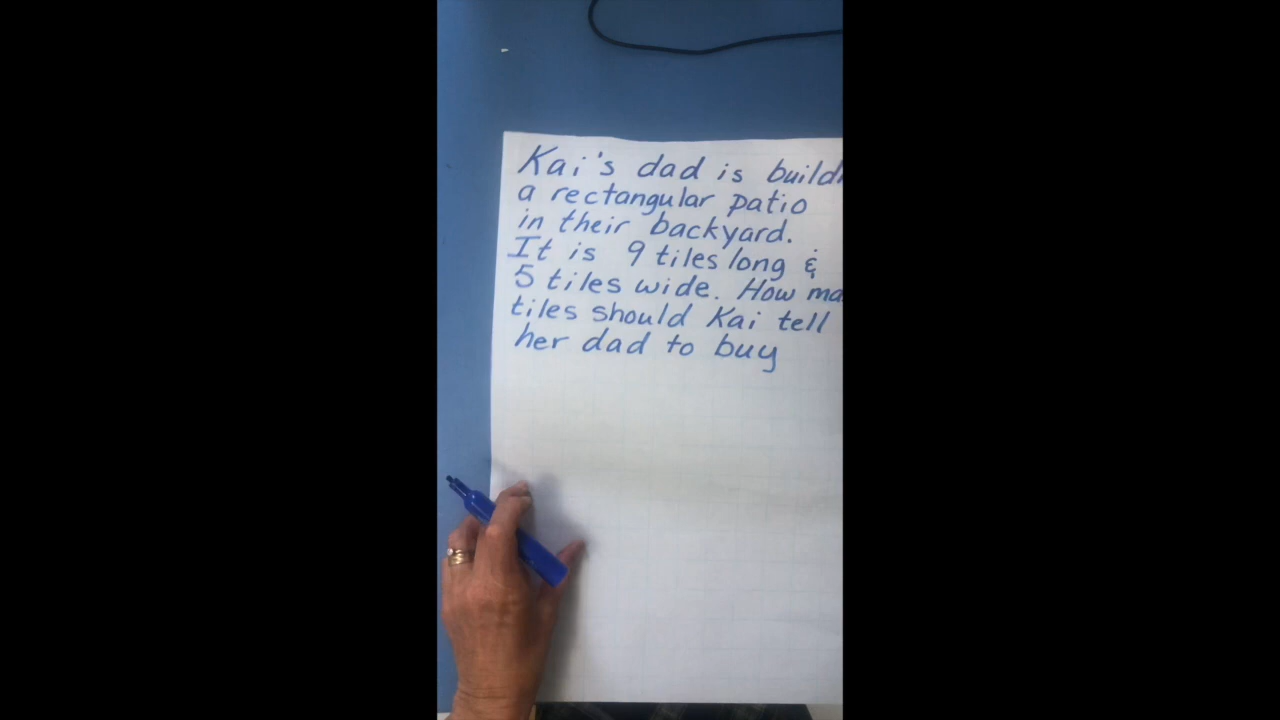 Kai's dad is build
a rectangular patio
in their backyard.
It is 9 tiles long &
5 tiles wide. How ma
tiles should Kai tell
her dad to buy